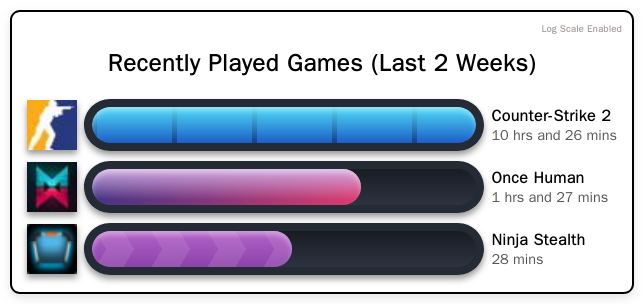 Log Scale Enabled
Recently Played Games (Last 2 Weeks)
Counter-Strike 2
10 hrs and 26 mins
Once Human
1 hrs and 27 mins
Ninja Stealth
28 mins